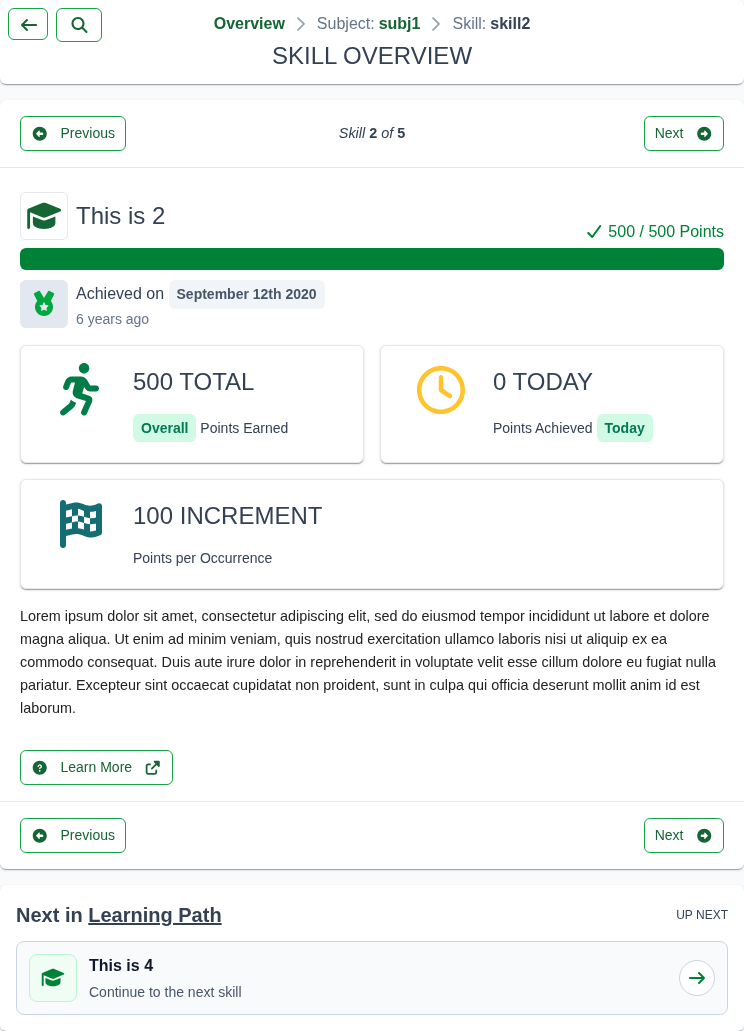 Overview Subject: subj1 Skill: skill2
SKILL OVERVIEW
Previous Skill 2 of 5 Next
This is 2
500 / 500 Points
Achieved on September 12th 2020
6 years ago
500 TOTAL
Overall Points Earned
0 TODAY
Points Achieved Today
100 INCREMENT
Points per Occurrence
Lorem ipsum dolor sit amet, consectetur adipiscing elit, sed do eiusmod tempor incididunt ut labore et dolore
magna aliqua. Ut enim ad minim veniam, quis nostrud exercitation ullamco laboris nisi ut aliquip ex ea
commodo consequat. Duis aute irure dolor in reprehenderit in voluptate velit esse cillum dolore eu fugiat nulla
pariatur. Excepteur sint occaecat cupidatat non proident, sunt in culpa qui officia deserunt mollit anim id est
laborum.
Learn More
Previous Next
Next in Learning Path UP NEXT
This is 4
Continue to the next skill